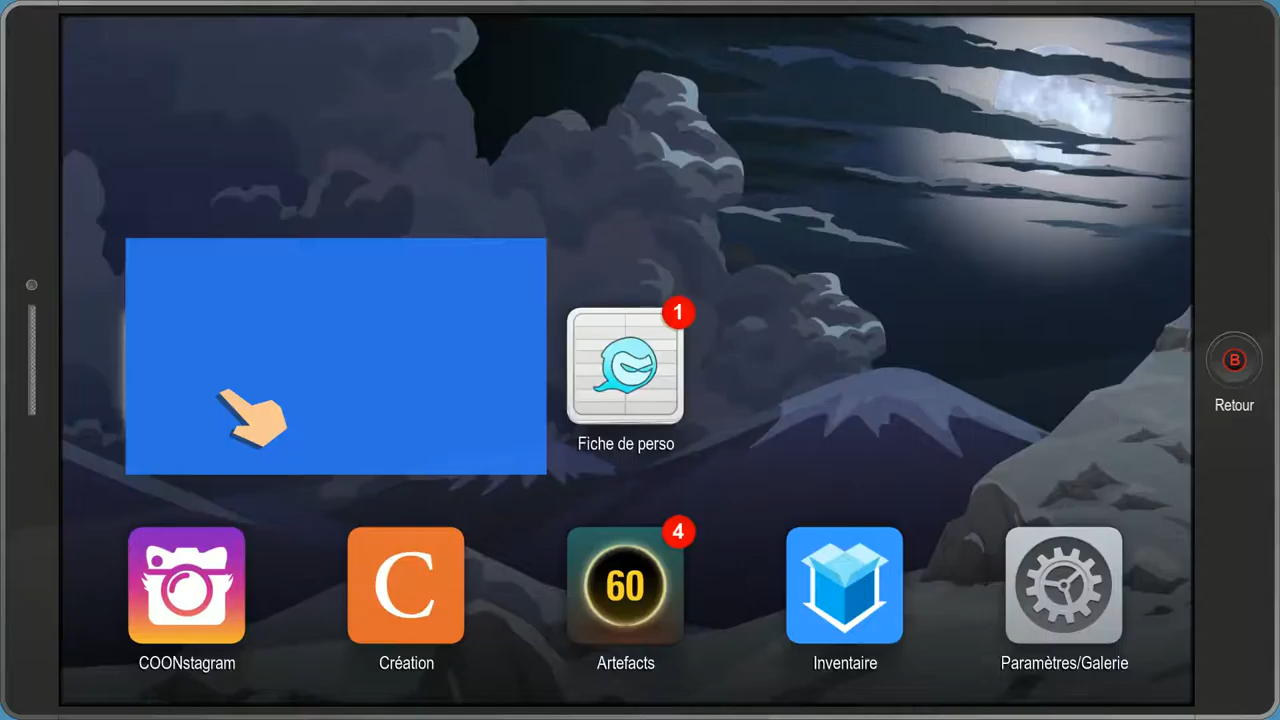 1
Fiche de perso
B
Retour
C
4
60
COONstagram
Création
Artefacts
Inventaire
Paramètres/Galerie